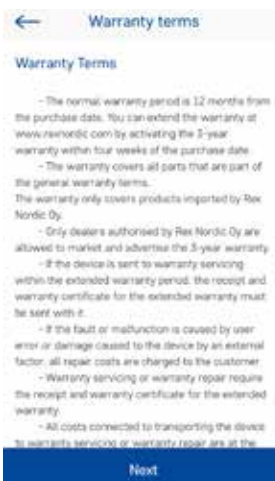 Warranty terms
Warranty Terms
- The normal warranty period is 12 months from
the purchase date. You can extend the warranty at
www.rexnordic.com by activating the 3-year
warranty within four weeks of the purchase date.
- The warranty covers all parts that are part of
the general warranty terms.
The warranty only covers products imported by Rex
Nordic Oy.
- Only dealers authorised by Rex Nordic Oy are
allowed to market and advertise the 3-year warranty.
- If the device is sent to warranty servicing
within the extended warranty period, the receipt and
warranty certificate for the extended warranty must
be sent with it.
- If the fault or malfunction is caused by user
error or damage caused to the device by an external
factor, all repair costs are charged to the customer.
- Warranty servicing or warranty repair require
the receipt and warranty certificate for the extended
warranty.
- All costs connected to transporting the device
to warranty servicing or warranty repair are at the
Next